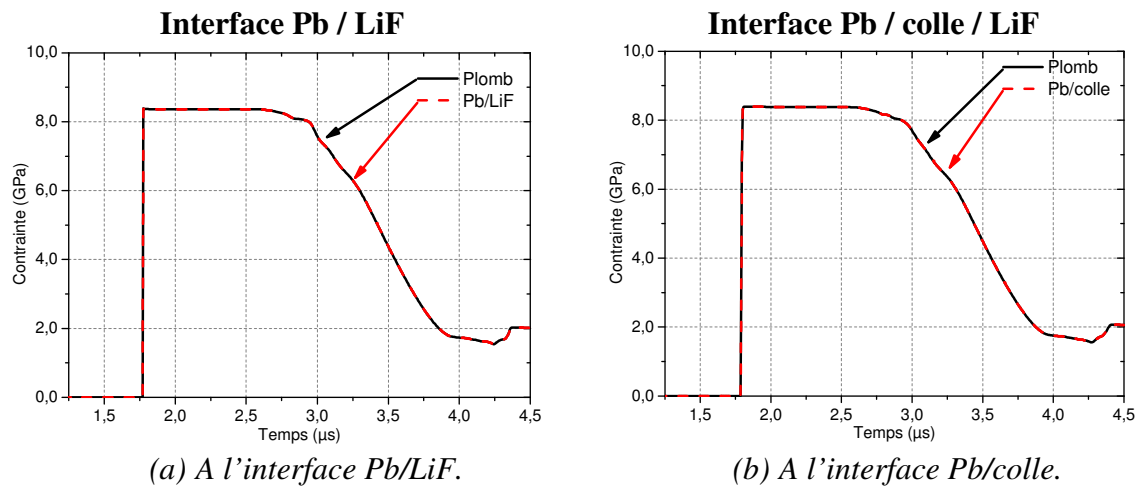 Interface Pb / LiF
10,0
8,0
6,0
4,0
2,0
0,0
Contrainte (GPa)
Plomb
Pb/LiF
1,5 2,0 2,5 3,0 3,5 4,0 4,5
Temps (µs)
(a) A l’interface Pb/LiF.
Interface Pb / colle / LiF
10,0
8,0
6,0
4,0
2,0
0,0
Contrainte (GPa)
Plomb
Pb/colle
1,5 2,0 2,5 3,0 3,5 4,0 4,5
Temps (µs)
(b) A l’interface Pb/colle.